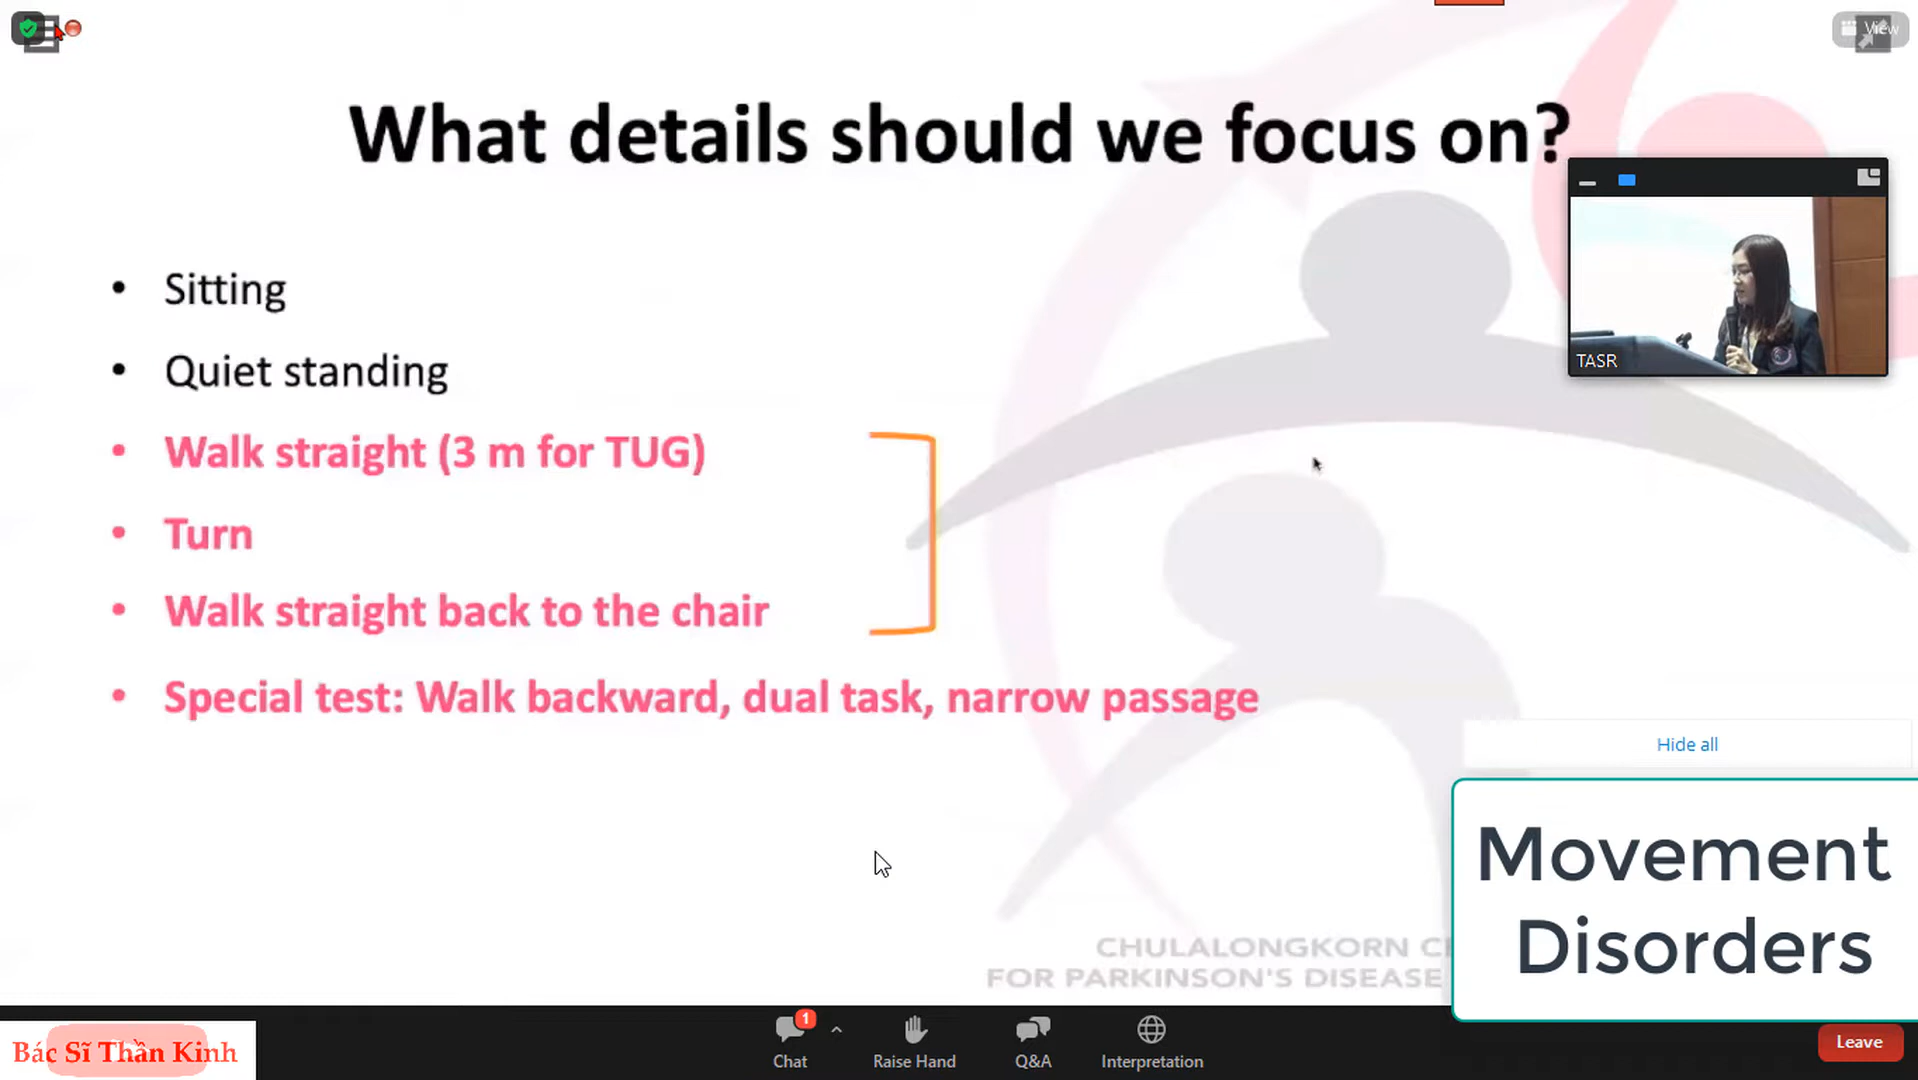 View
What details should we focus on?
• Sitting
• Quiet standing
• Walk straight (3 m for TUG)
• Turn
• Walk straight back to the chair
• Special test: Walk backward, dual task, narrow passage
TASR
Hide all
Movement
Disorders
CHULALONGKORN
FOR PARKINSON'S DISEASE
Bác Sĩ Thần Kinh
1
Chat
Raise Hand
Q&A
Interpretation
Leave